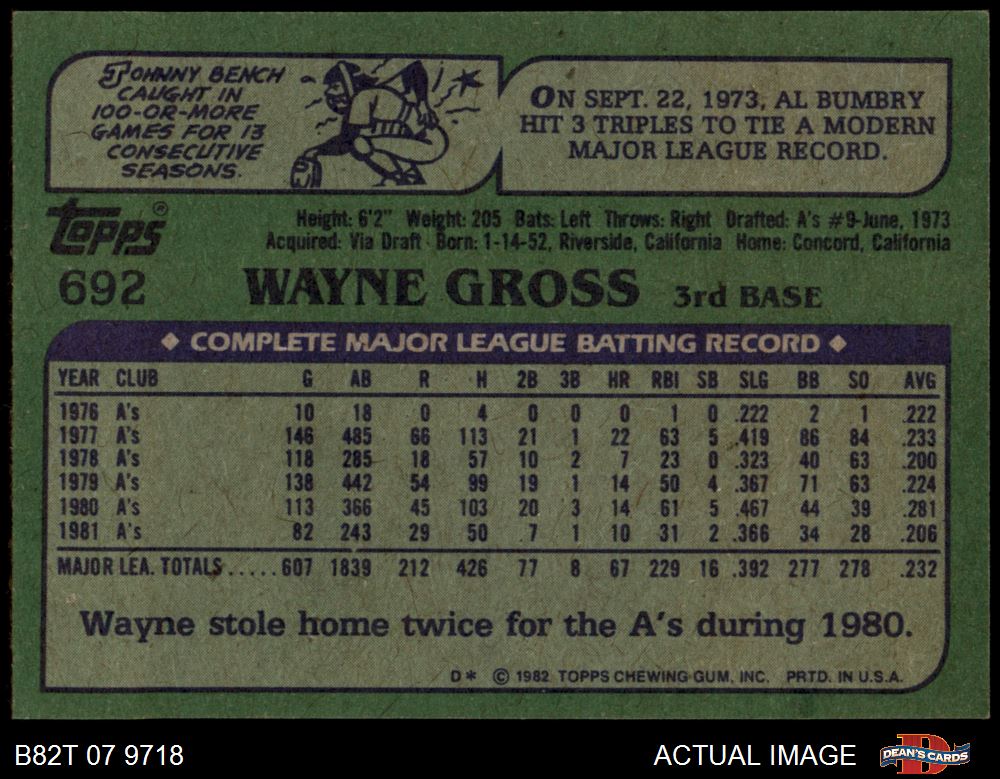 JOHNNY BENCH
CAUGHT IN
100-OR-MORE
GAMES FOR 13
CONSECUTIVE
SEASONS.
ON SEPT. 22, 1973, AL BUMBRY
HIT 3 TRIPLES TO TIE A MODERN
MAJOR LEAGUE RECORD.
TOPPS®
Height: 6'2" Weight: 205 Bats: Left Throws: Right Drafted: A's #9-June, 1973
Acquired: Via Draft Born: 1-14-52, Riverside, California Home: Concord, California
692 WAYNE GROSS 3rd BASE
◆ COMPLETE MAJOR LEAGUE BATTING RECORD ◆
YEAR CLUB G AB R H 2B 3B HR RBI SB SLG BB SO AVG
1976 A's 10 18 0 4 0 0 0 1 0 .222 2 1 .222
1977 A's 146 485 66 113 21 1 22 63 5 .419 86 84 .233
1978 A's 118 285 18 57 10 2 7 23 0 .323 40 63 .200
1979 A's 138 442 54 99 19 1 14 50 4 .367 71 63 .224
1980 A's 113 366 45 103 20 3 14 61 5 .467 44 39 .281
1981 A's 82 243 29 50 7 1 10 31 2 .366 34 28 .206
MAJOR LEA. TOTALS.....607 1839 212 426 77 8 67 229 16 .392 277 278 .232
Wayne stole home twice for the A's during 1980.
D* © 1982 TOPPS CHEWING GUM, INC. PRTD. IN U.S.A.
B82T 07 9718 ACTUAL IMAGE D DEAN'S CARDS